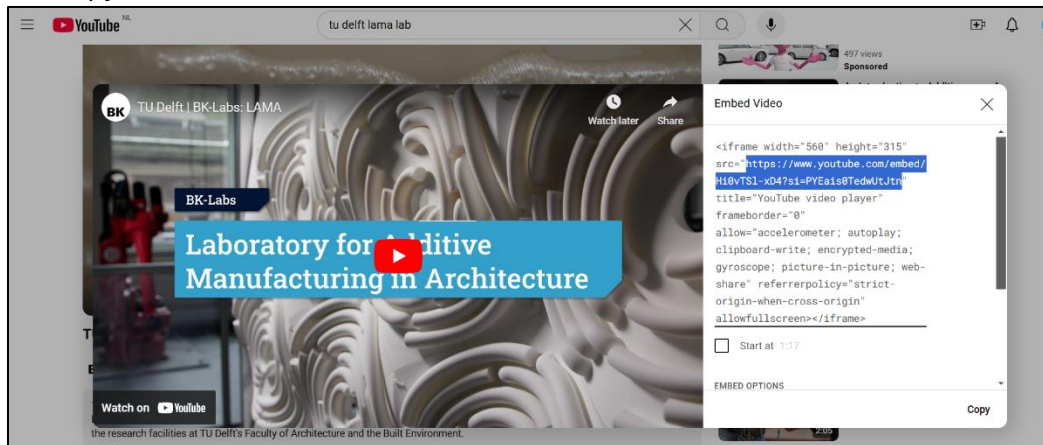 YouTube NL
tu delft lama lab
497 views
Sponsored
BK
TU Delft | BK-Labs: LAMA
Watch later
Share
BK-Labs
Laboratory for Additive
Manufacturing in Architecture
Watch on YouTube
the research facilities at TU Delft's Faculty of Architecture and the Built Environment.
Embed Video
<iframe width="560" height="315"
src="https://www.youtube.com/embed/
Hi0vTSl-xD4?si=PYEais0TedwUtJtn"
title="YouTube video player"
frameborder="0"
allow="accelerometer; autoplay;
clipboard-write; encrypted-media;
gyroscope; picture-in-picture; web-
share" referrerpolicy="strict-
origin-when-cross-origin"
allowfullscreen></iframe>
Start at 1:17
EMBED OPTIONS
Copy
2:05